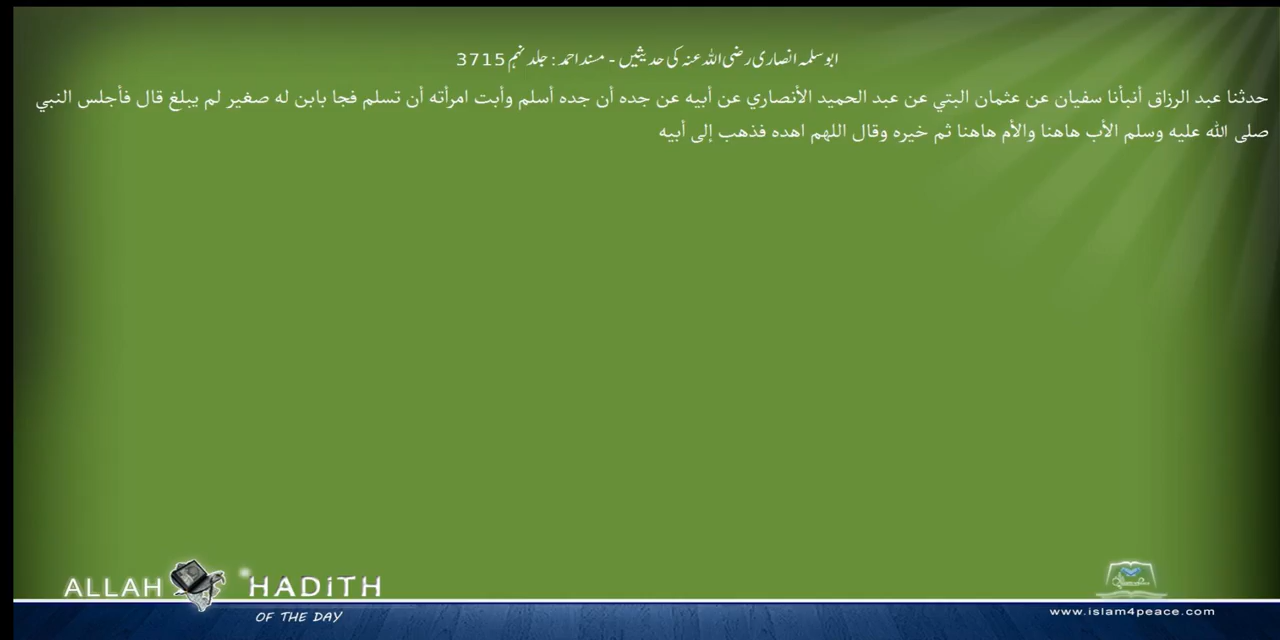 ابوسلمہ انصاری رضی اللہ عنہ کی حدیثیں - مسند احمد: جلد نہم 3715
حدثنا عبد الرزاق أنبأنا سفيان عن عثمان البتي عن عبد الحميد الأنصاري عن أبيه عن جده أن جده أسلم وأبت امرأته أن تسلم فجا بابن له صغير لم يبلغ قال فأجلس النبي
صلى الله عليه وسلم الأب هاهنا والأم هاهنا ثم خيره وقال اللهم اهده فذهب إلى أبيه
ALLAH HADITH
OF THE DAY
www.islam4peace.com